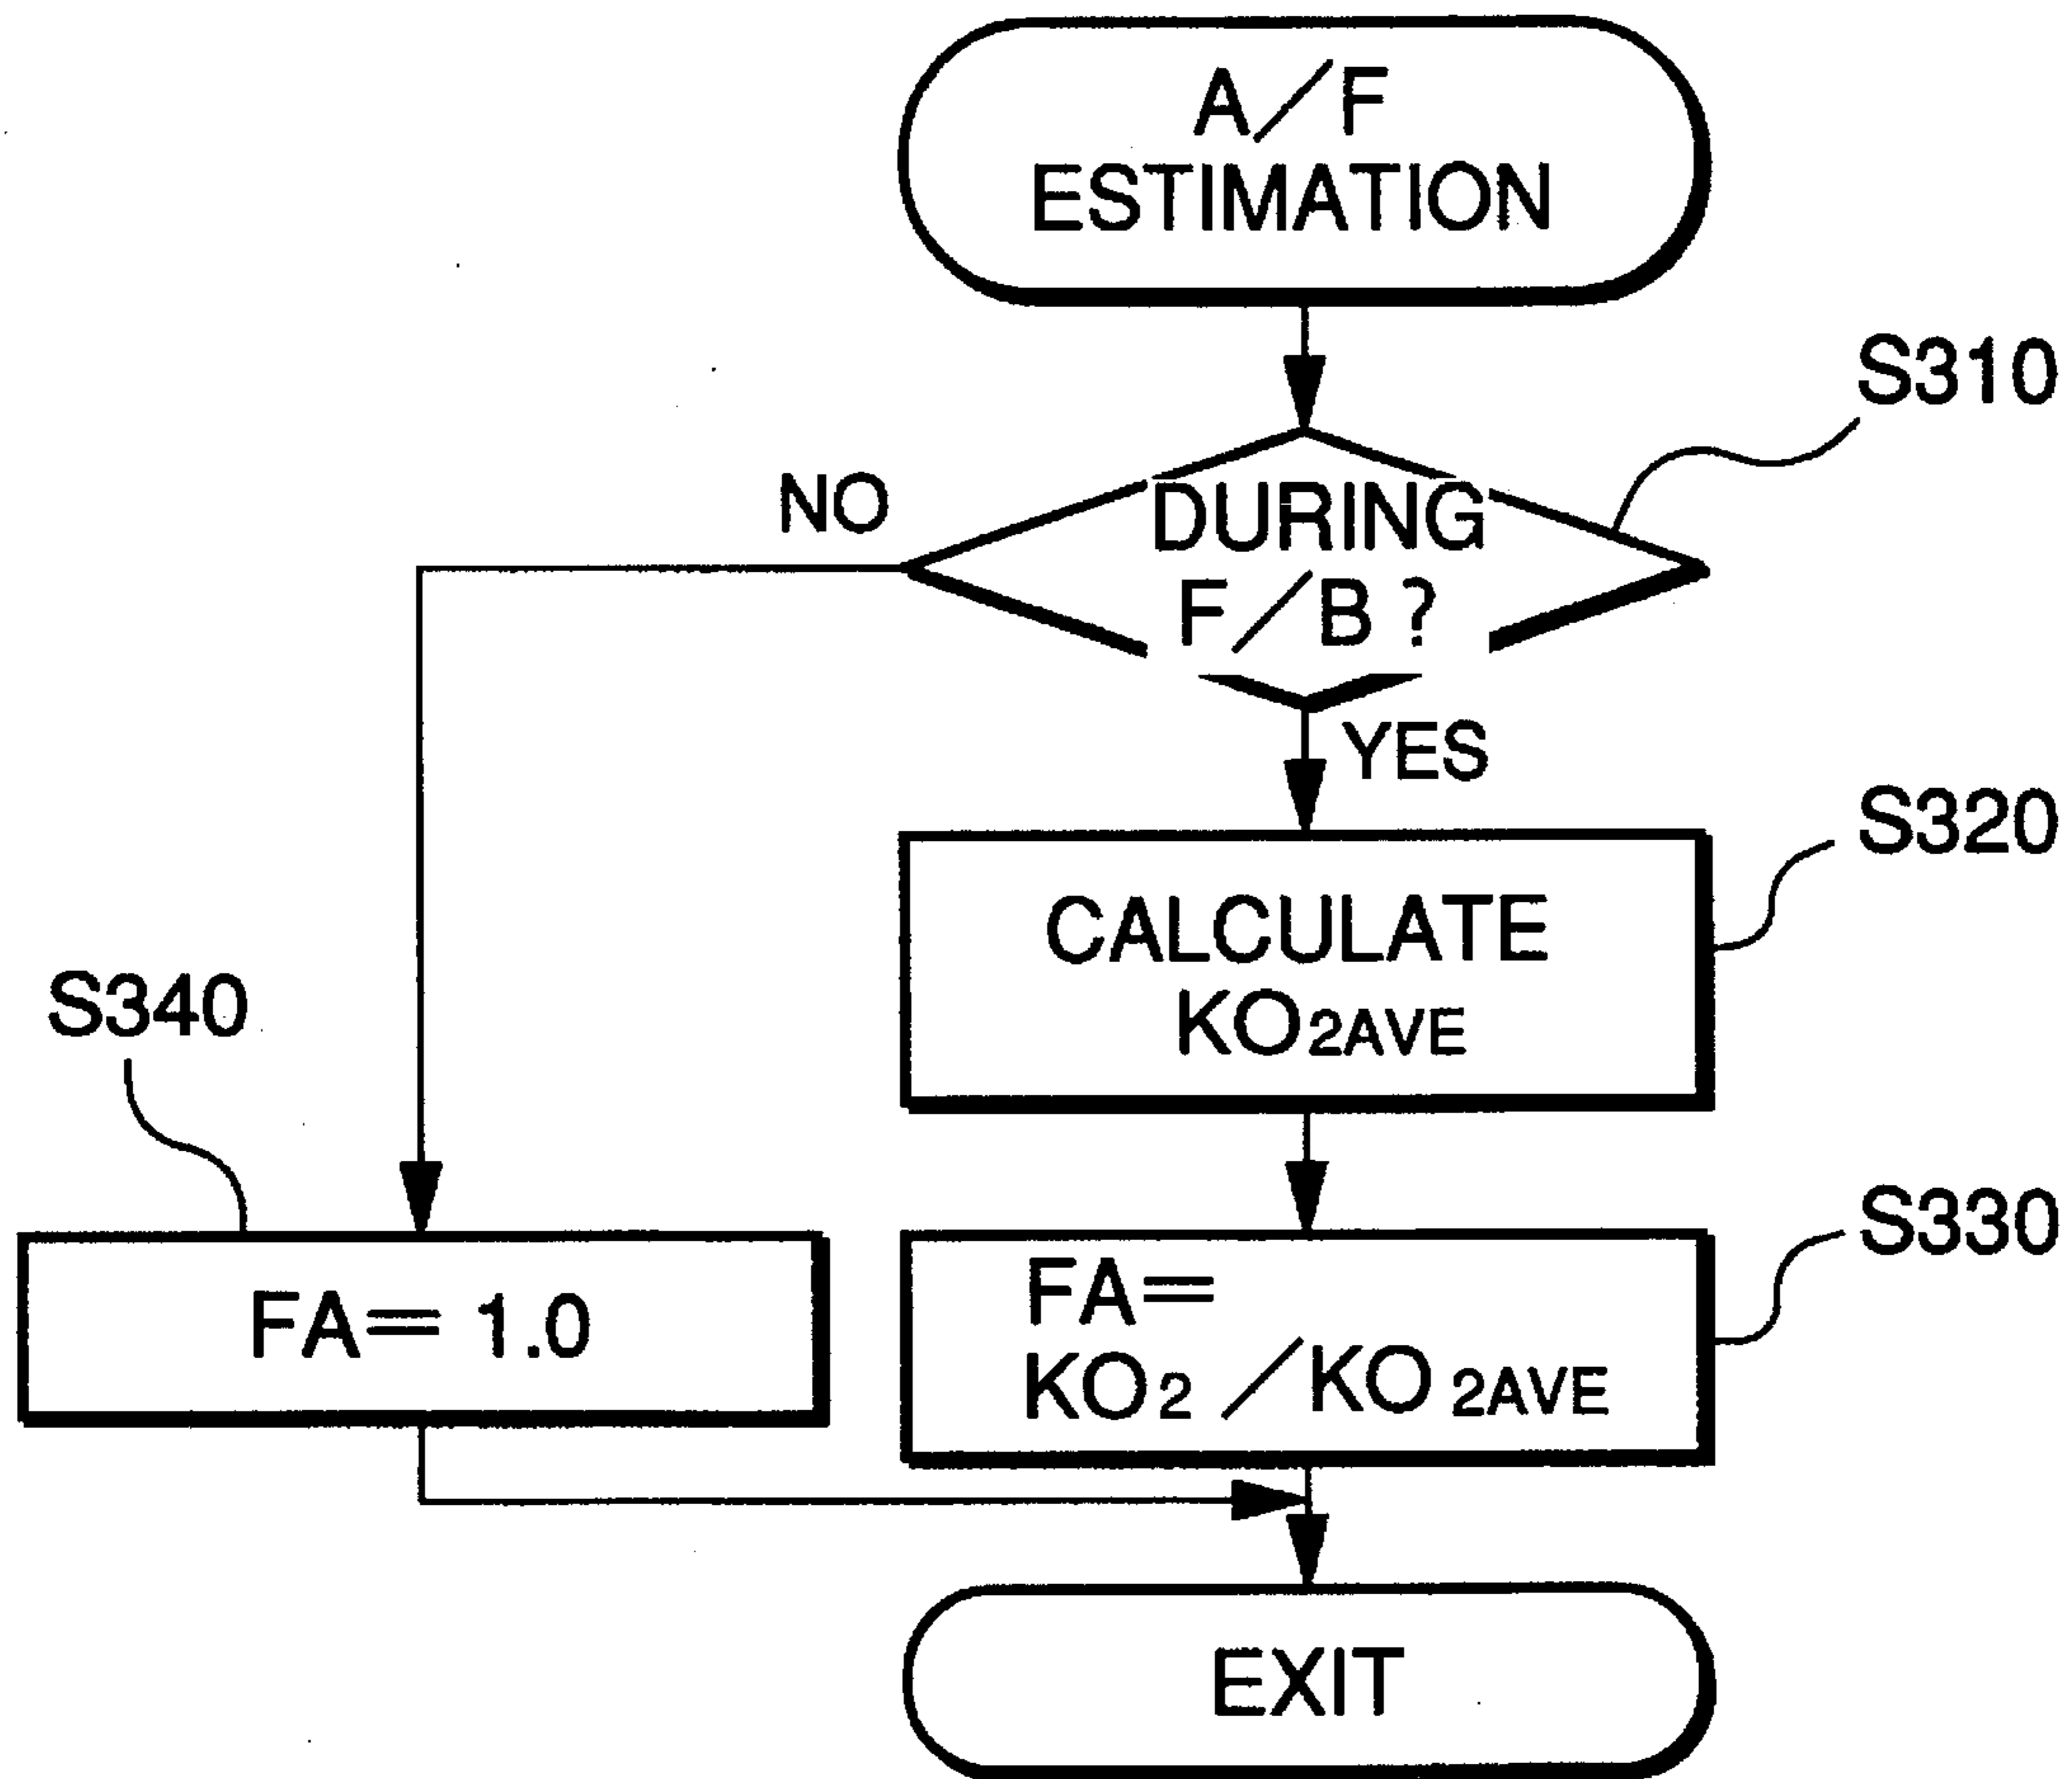 A/F
ESTIMATION
S310
NO
DURING
F/B ?
YES
S320
CALCULATE
KO2AVE
S340
S330
FA=
KO2 /KO 2AVE
FA= 1.0
EXIT